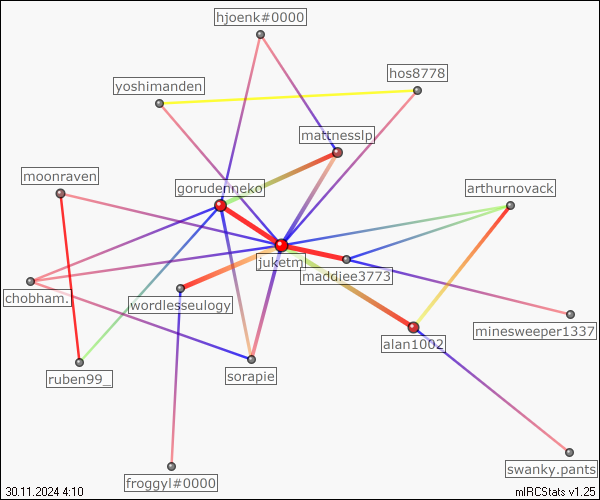 hjoenk#0000
hos8778
yoshimanden
mattnesslp
moonraven
gorudenneko
arthurnovack
juketmj
maddiee3773
chobham.
wordlesseulogy
minesweeper1337
alan1002
ruben99_
sorapie
swanky.pants
froggyl#0000
30.11.2024 4:10
mIRCStats v1.25